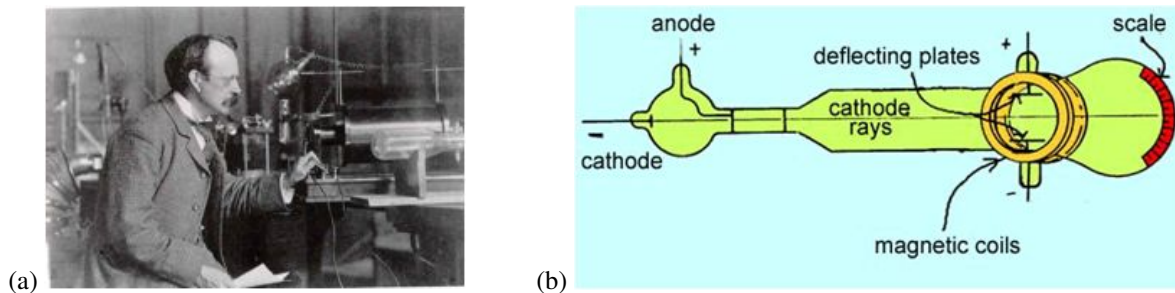 anode
+
deflecting plates
+
scale
cathode
rays
-
cathode
-
magnetic coils
(a)
(b)